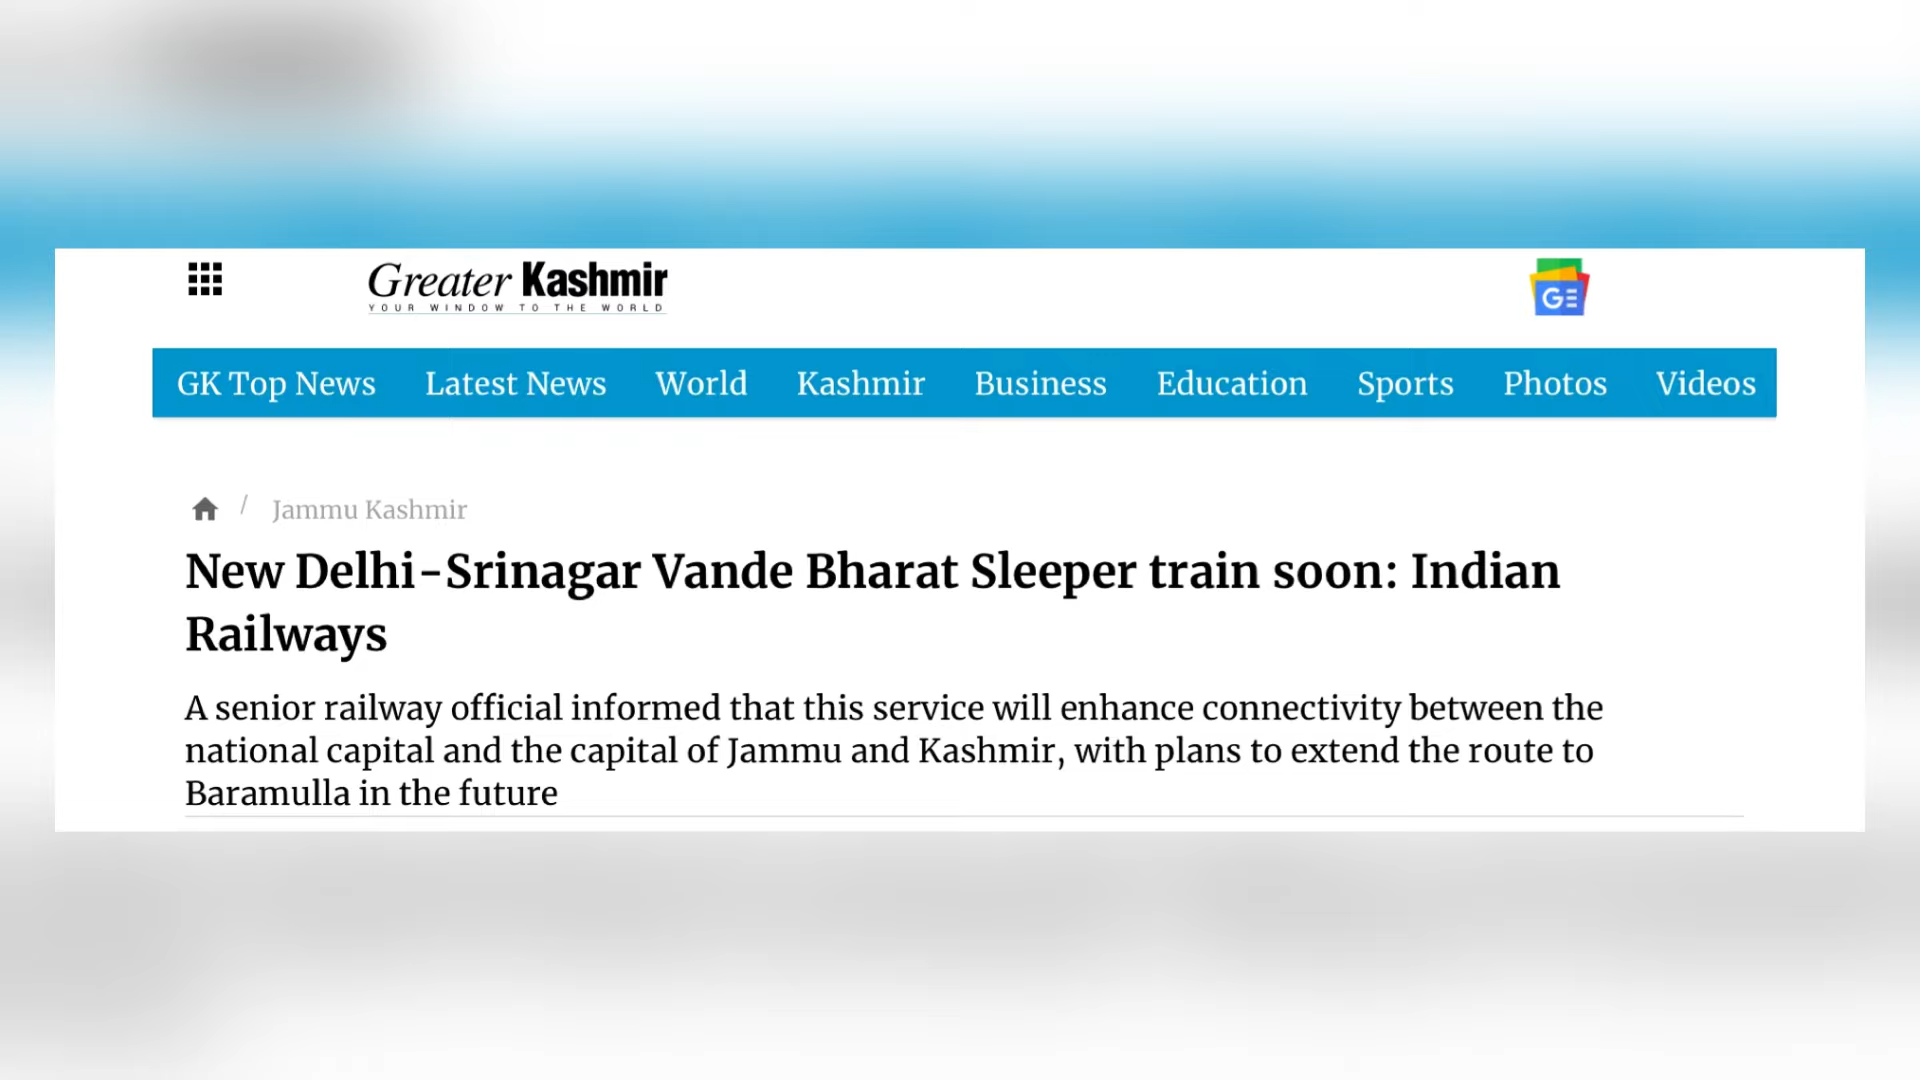 Greater Kashmir
YOUR WINDOW TO THE WORLD
GE
GK Top News Latest News World Kashmir Business Education Sports Photos Videos
/ Jammu Kashmir
New Delhi-Srinagar Vande Bharat Sleeper train soon: Indian
Railways
A senior railway official informed that this service will enhance connectivity between the
national capital and the capital of Jammu and Kashmir, with plans to extend the route to
Baramulla in the future